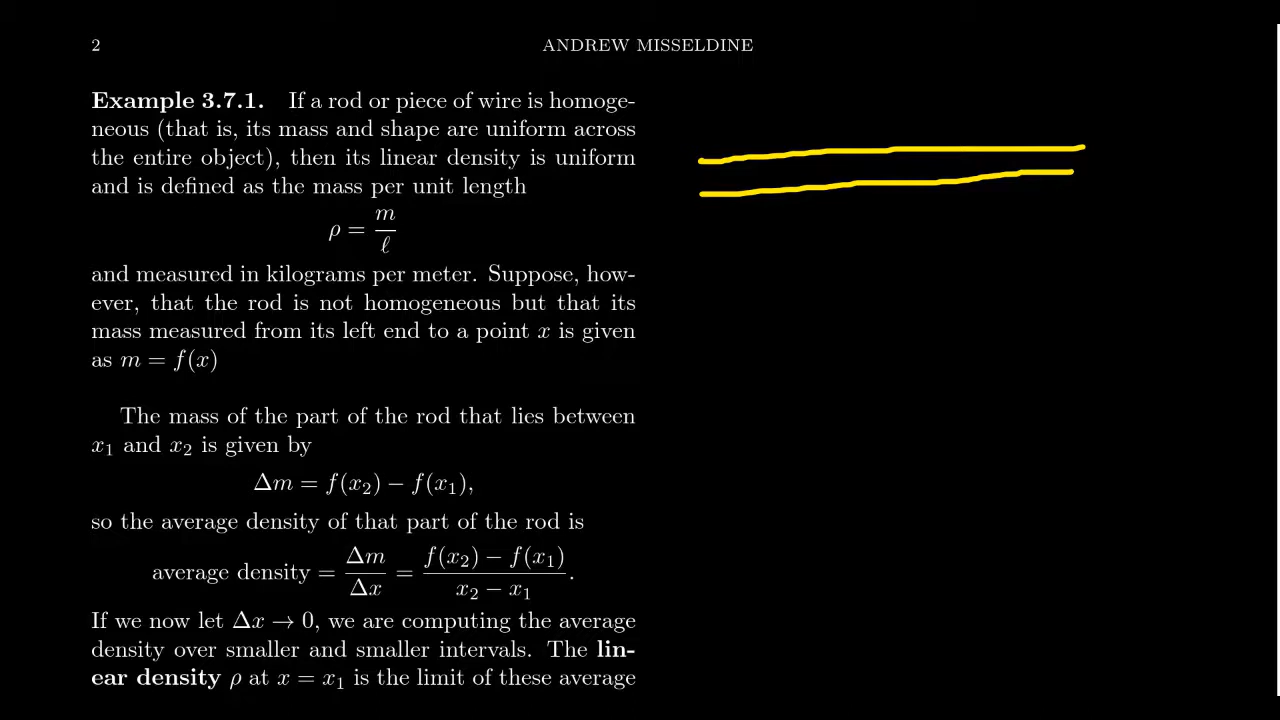 2
ANDREW MISSELDINE
Example 3.7.1. If a rod or piece of wire is homoge-
neous (that is, its mass and shape are uniform across
the entire object), then its linear density is uniform
and is defined as the mass per unit length
ρ = m/ℓ
and measured in kilograms per meter. Suppose, how-
ever, that the rod is not homogeneous but that its
mass measured from its left end to a point x is given
as m = f(x)
The mass of the part of the rod that lies between
x₁ and x₂ is given by
Δm = f(x₂) − f(x₁),
so the average density of that part of the rod is
average density = Δm/Δx = (f(x₂) − f(x₁))/(x₂ − x₁).
If we now let Δx → 0, we are computing the average
density over smaller and smaller intervals. The lin-
ear density ρ at x = x₁ is the limit of these average